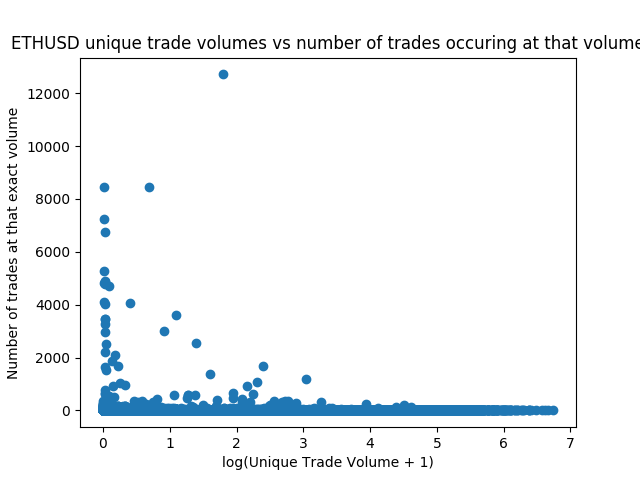 ETHUSD unique trade volumes vs number of trades occuring at that volume
12000
10000
8000
6000
4000
2000
0
Number of trades at that exact volume
0 1 2 3 4 5 6 7
log(Unique Trade Volume + 1)